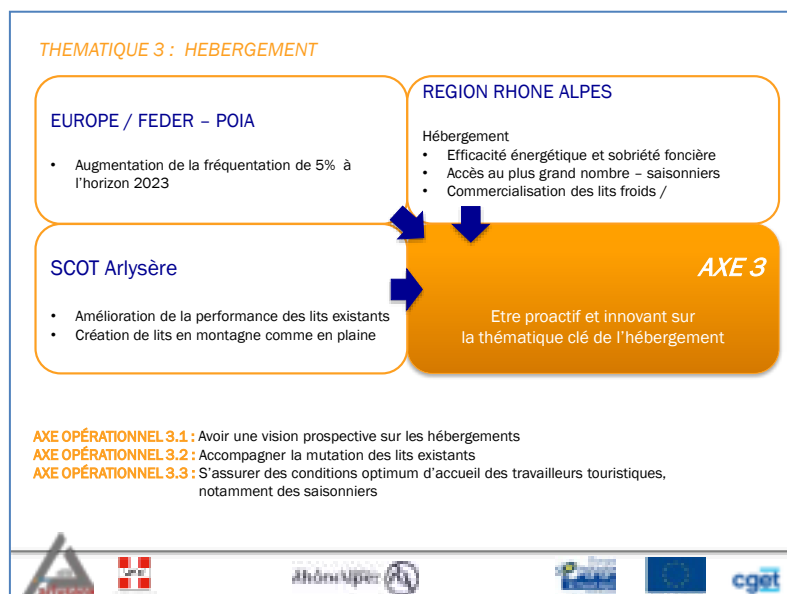 THEMATIQUE 3 : HEBERGEMENT
EUROPE / FEDER – POIA
• Augmentation de la fréquentation de 5% à
l'horizon 2023
REGION RHONE ALPES
Hébergement
• Efficacité énergétique et sobriété foncière
• Accès au plus grand nombre – saisonniers
• Commercialisation des lits froids /
SCOT Arlysère
• Amélioration de la performance des lits existants
• Création de lits en montagne comme en plaine
AXE 3
Etre proactif et innovant sur
la thématique clé de l'hébergement
AXE OPÉRATIONNEL 3.1 : Avoir une vision prospective sur les hébergements
AXE OPÉRATIONNEL 3.2 : Accompagner la mutation des lits existants
AXE OPÉRATIONNEL 3.3 : S'assurer des conditions optimum d'accueil des travailleurs touristiques,
notamment des saisonniers
RhôneAlpes
cget